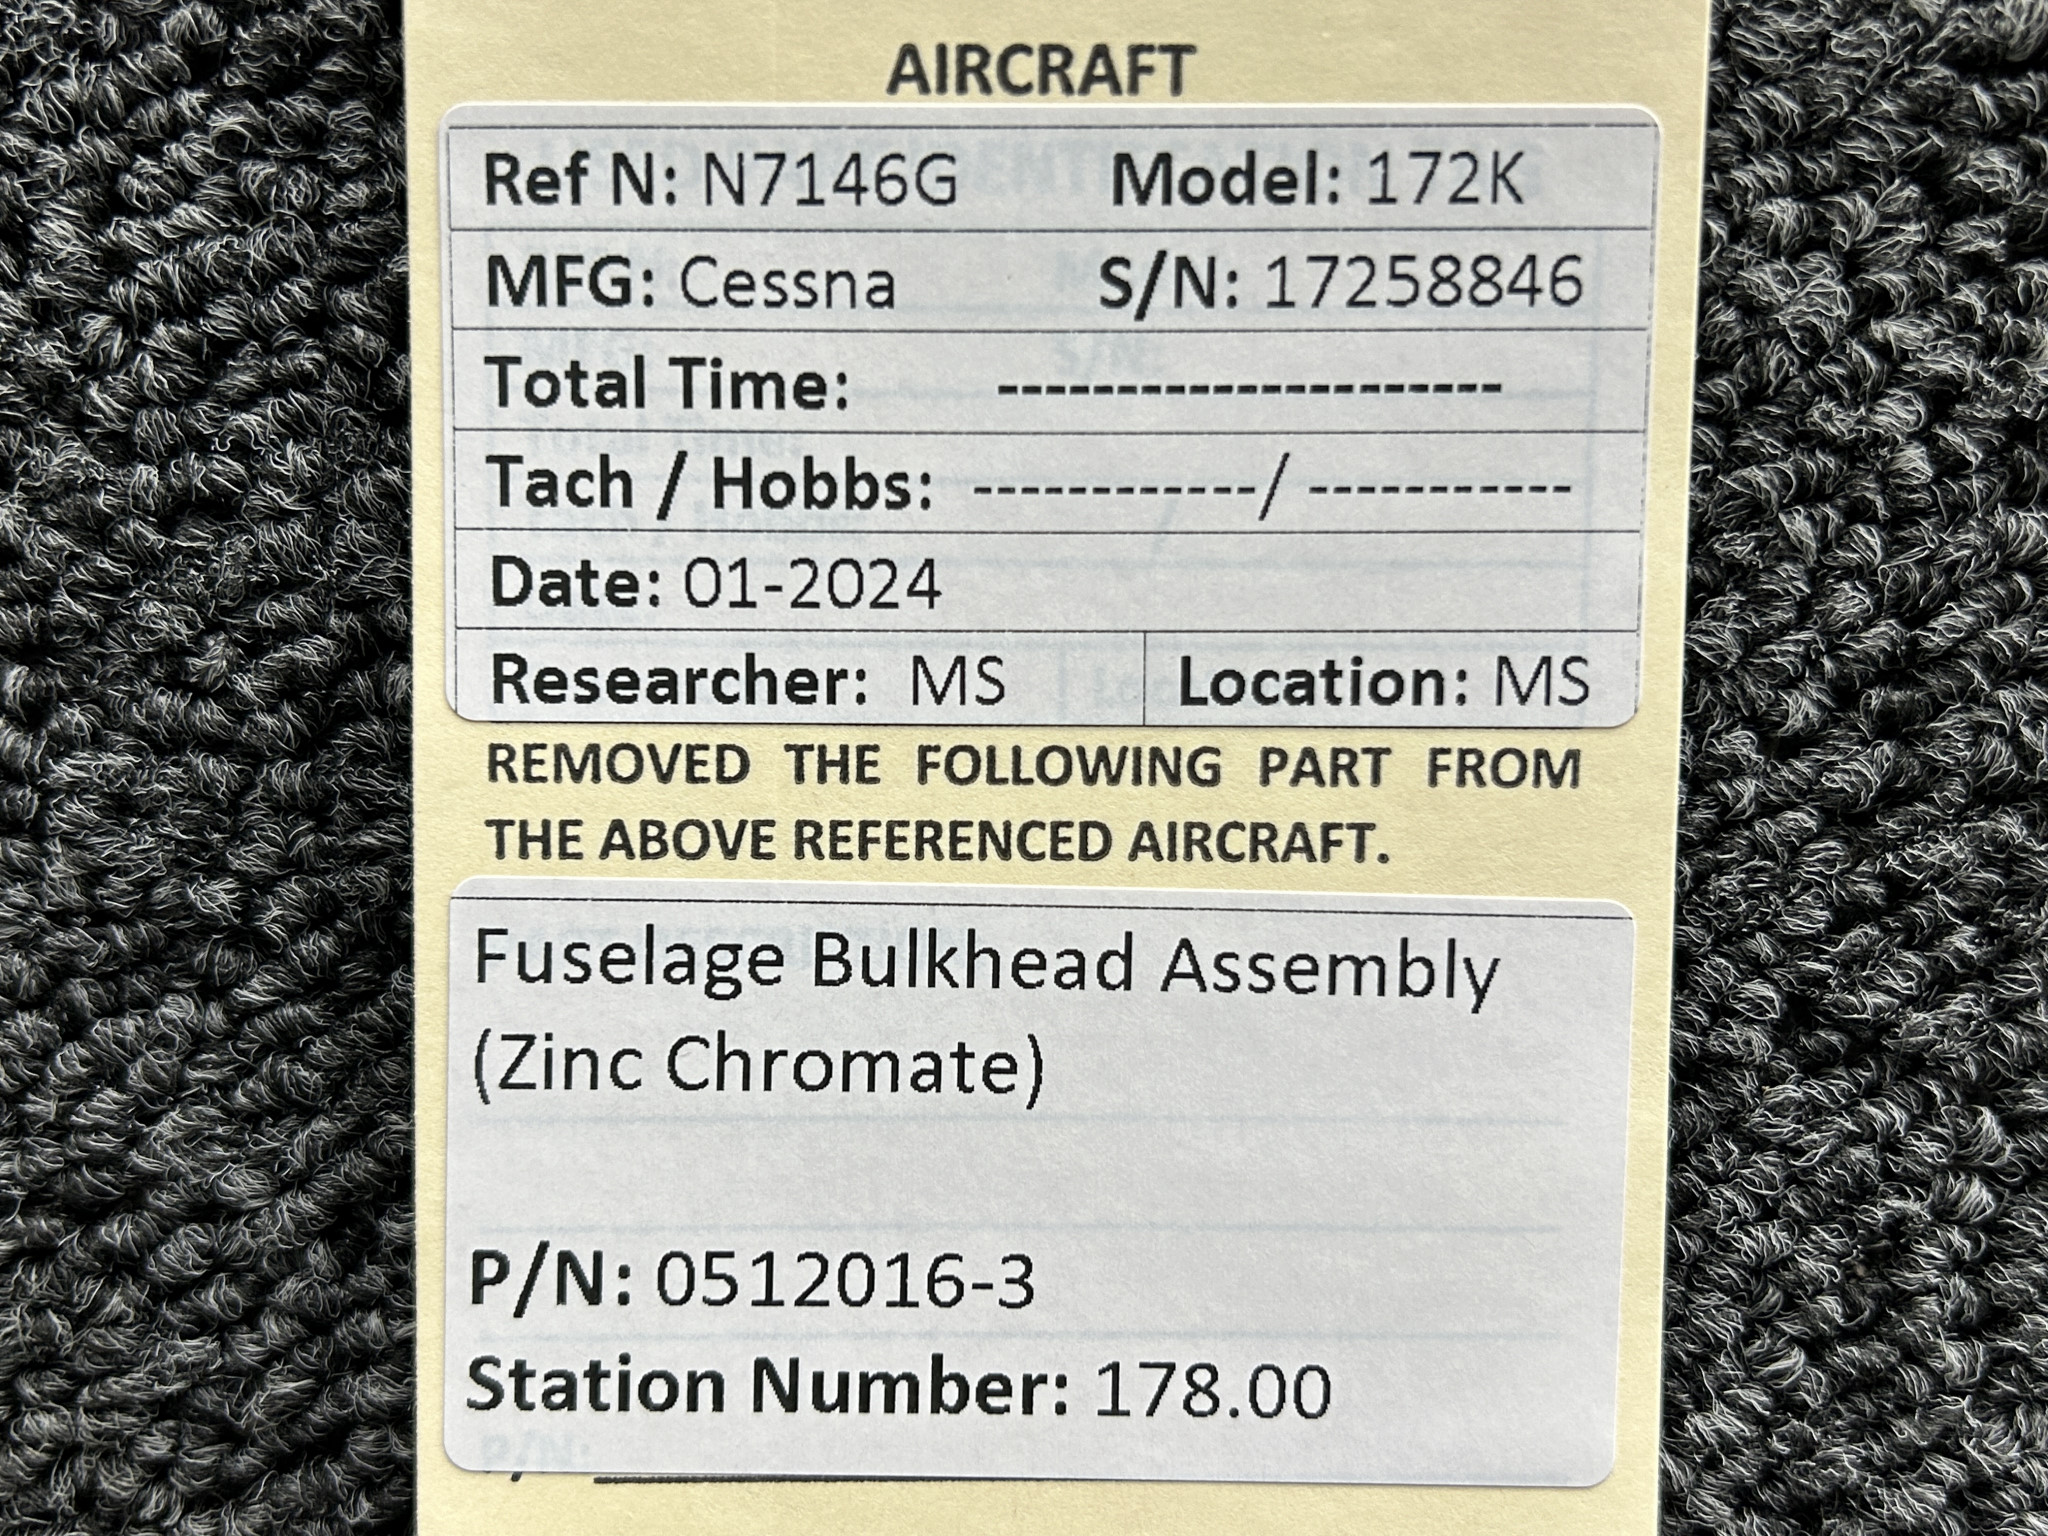 AIRCRAFT
Ref N: N7146G Model: 172K
MFG: Cessna S/N: 17258846
Total Time: ---------------------
Tach / Hobbs: ------------/ -----------
Date: 01-2024
Researcher: MS Location: MS
REMOVED THE FOLLOWING PART FROM
THE ABOVE REFERENCED AIRCRAFT.
Fuselage Bulkhead Assembly
(Zinc Chromate)
P/N: 0512016-3
Station Number: 178.00
P/N: